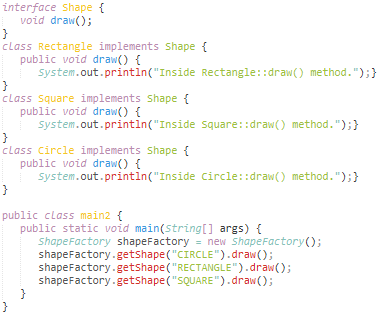 interface Shape {
   void draw();
}
class Rectangle implements Shape {
   public void draw() {
      System.out.println("Inside Rectangle::draw() method.");}
}
class Square implements Shape {
   public void draw() {
      System.out.println("Inside Square::draw() method.");}
}
class Circle implements Shape {
   public void draw() {
      System.out.println("Inside Circle::draw() method.");}
}

public class main2 {
   public static void main(String[] args) {
      ShapeFactory shapeFactory = new ShapeFactory();
      shapeFactory.getShape("CIRCLE").draw();
      shapeFactory.getShape("RECTANGLE").draw();
      shapeFactory.getShape("SQUARE").draw();
   }
}